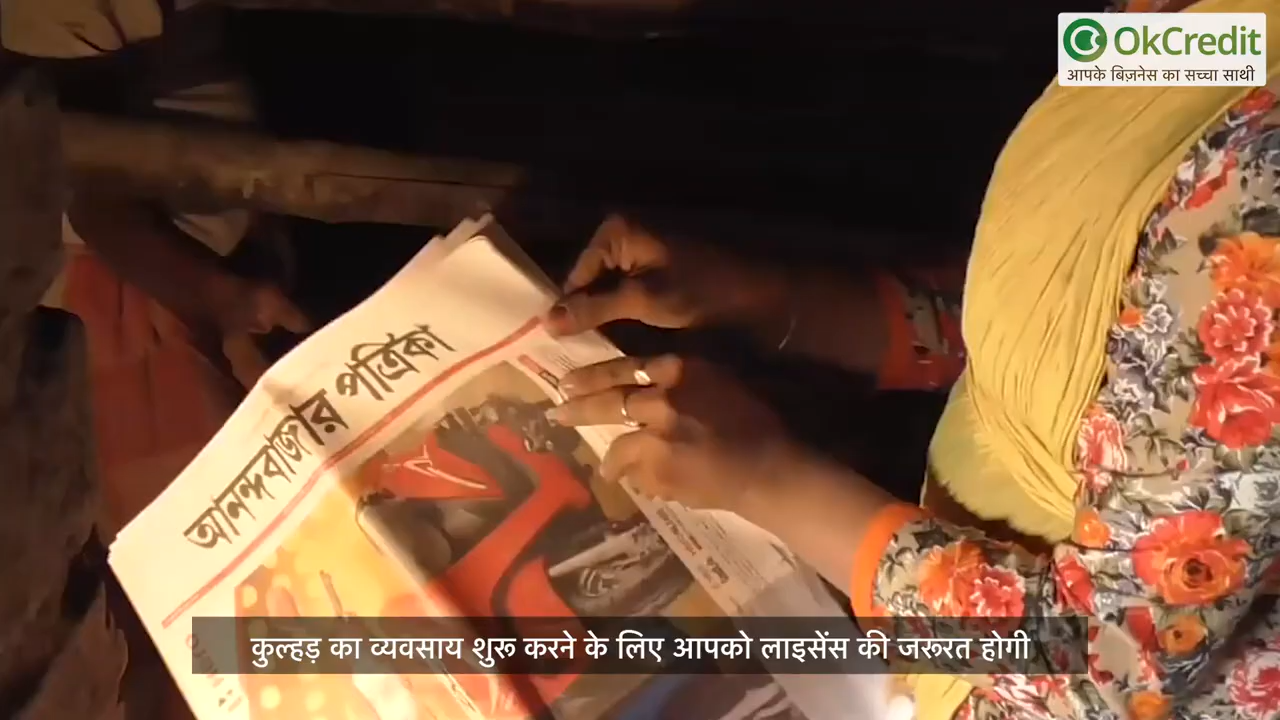 OkCredit
आपके बिज़नेस का सच्चा साथी
আনন্দবাজার পত্রিকা
कुल्हड़ का व्यवसाय शुरू करने के लिए आपको लाइसेंस की जरूरत होगी